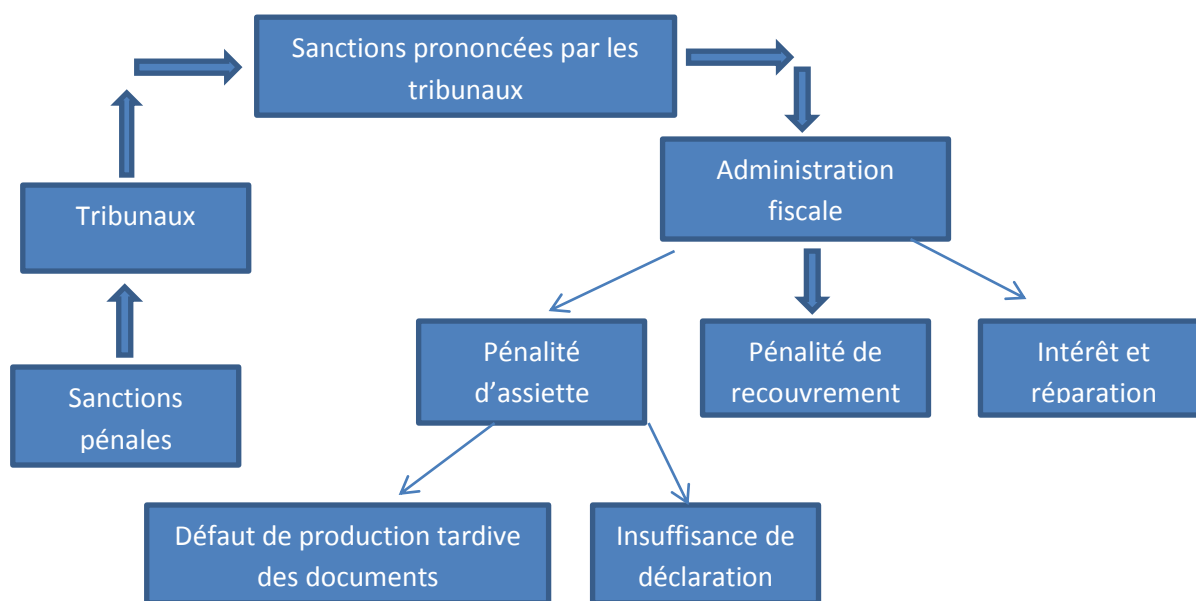 Sanctions prononcées par les
tribunaux
Administration
fiscale
Tribunaux
Sanctions
pénales
Pénalité
d’assiette
Pénalité de
recouvrement
Intérêt et
réparation
Défaut de production tardive
des documents
Insuffisance de
déclaration